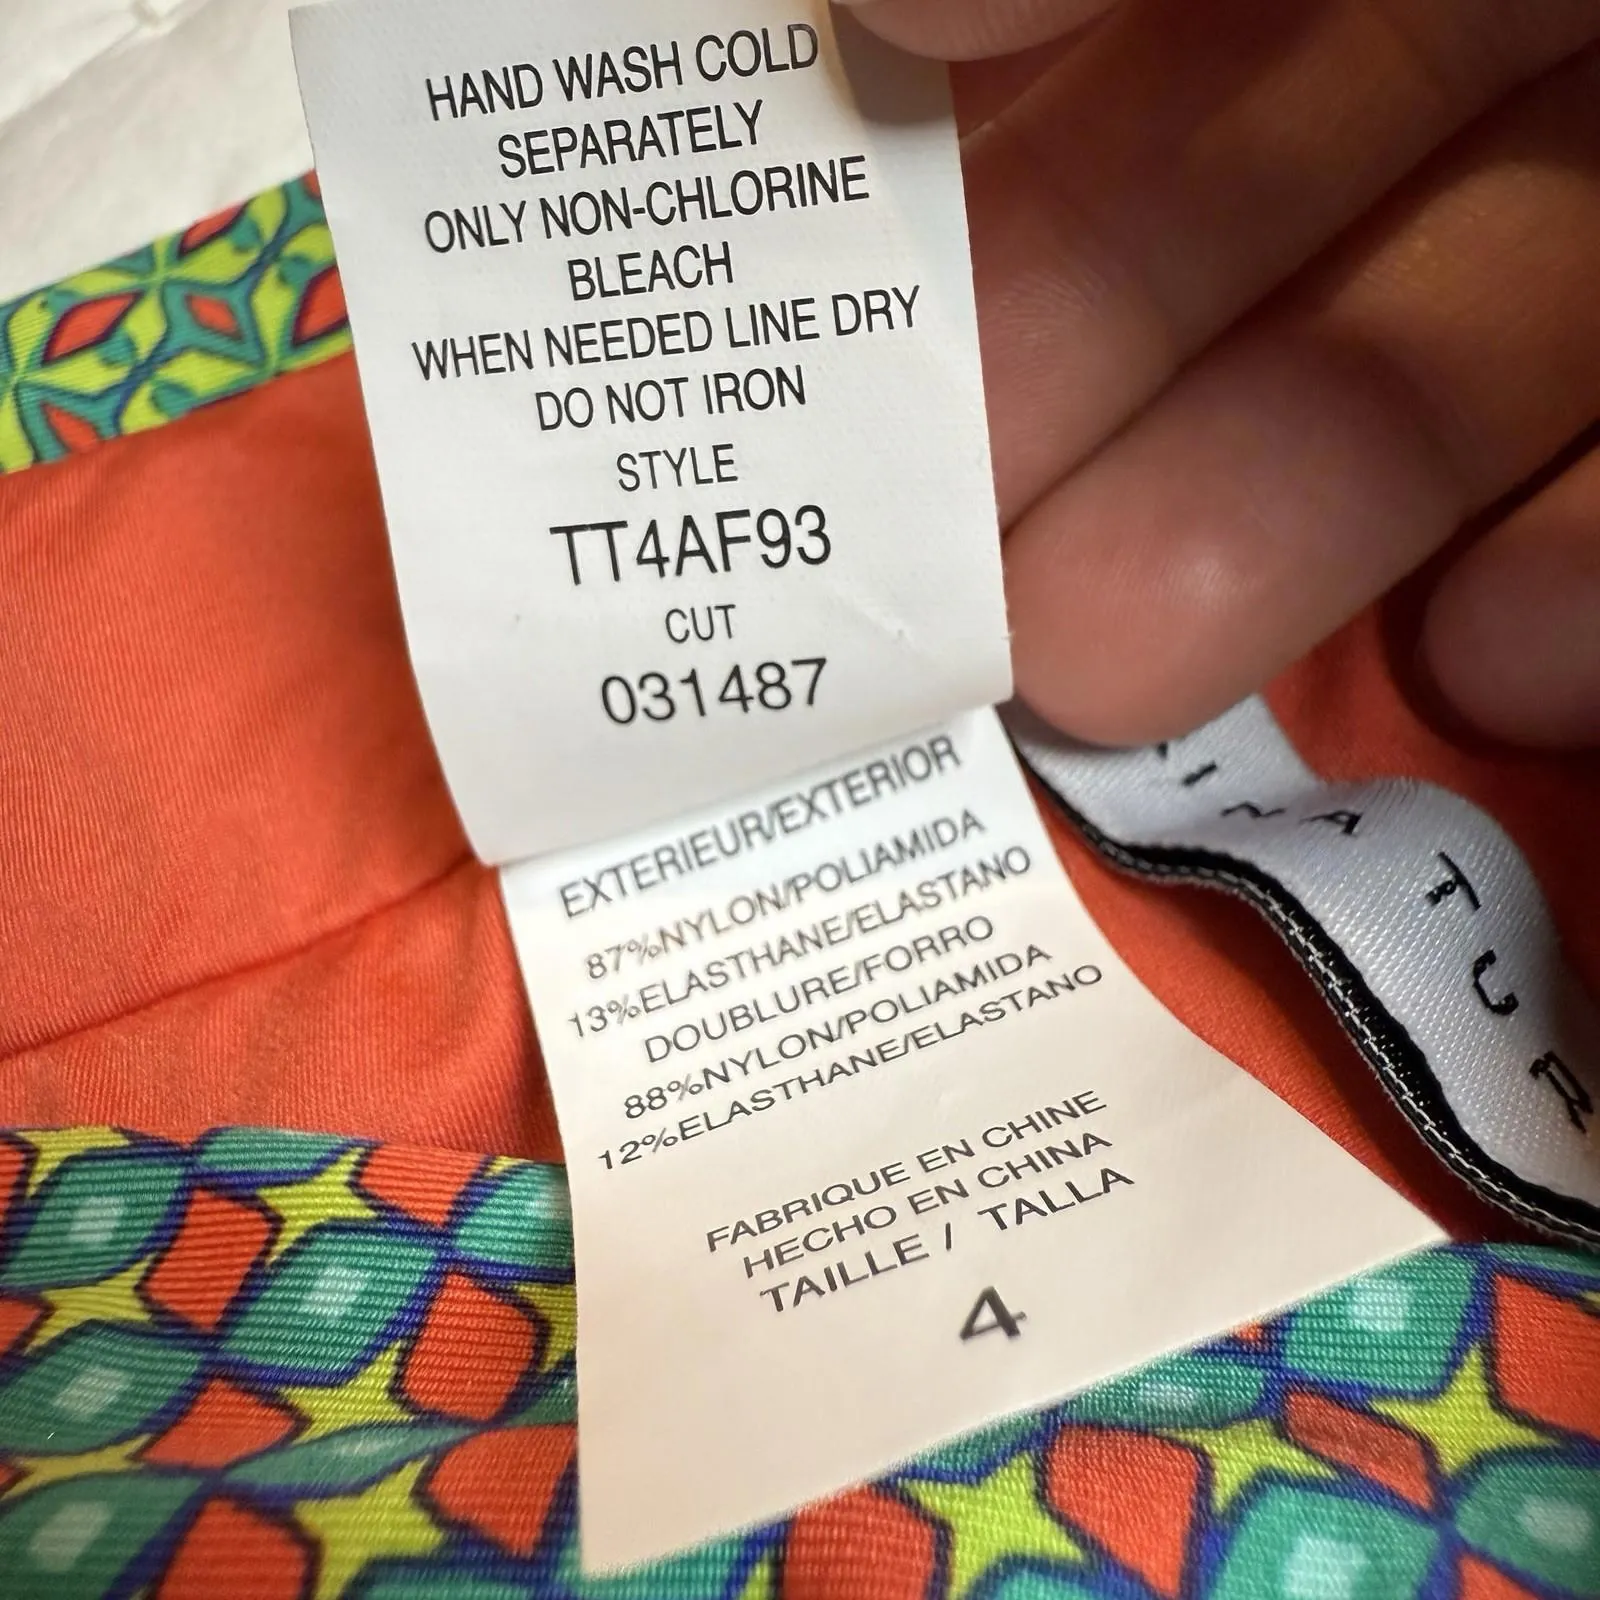 HAND WASH COLD
SEPARATELY
ONLY NON-CHLORINE
BLEACH
WHEN NEEDED LINE DRY
DO NOT IRON
STYLE
TT4AF93
CUT
031487
EXTERIEUR/EXTERIOR
87%NYLON/POLIAMIDA
13%ELASTHANE/ELASTANO
DOUBLURE/FORRO
88%NYLON/POLIAMIDA
12%ELASTHANE/ELASTANO
FABRIQUE EN CHINE
HECHO EN CHINA
TAILLE / TALLA
4